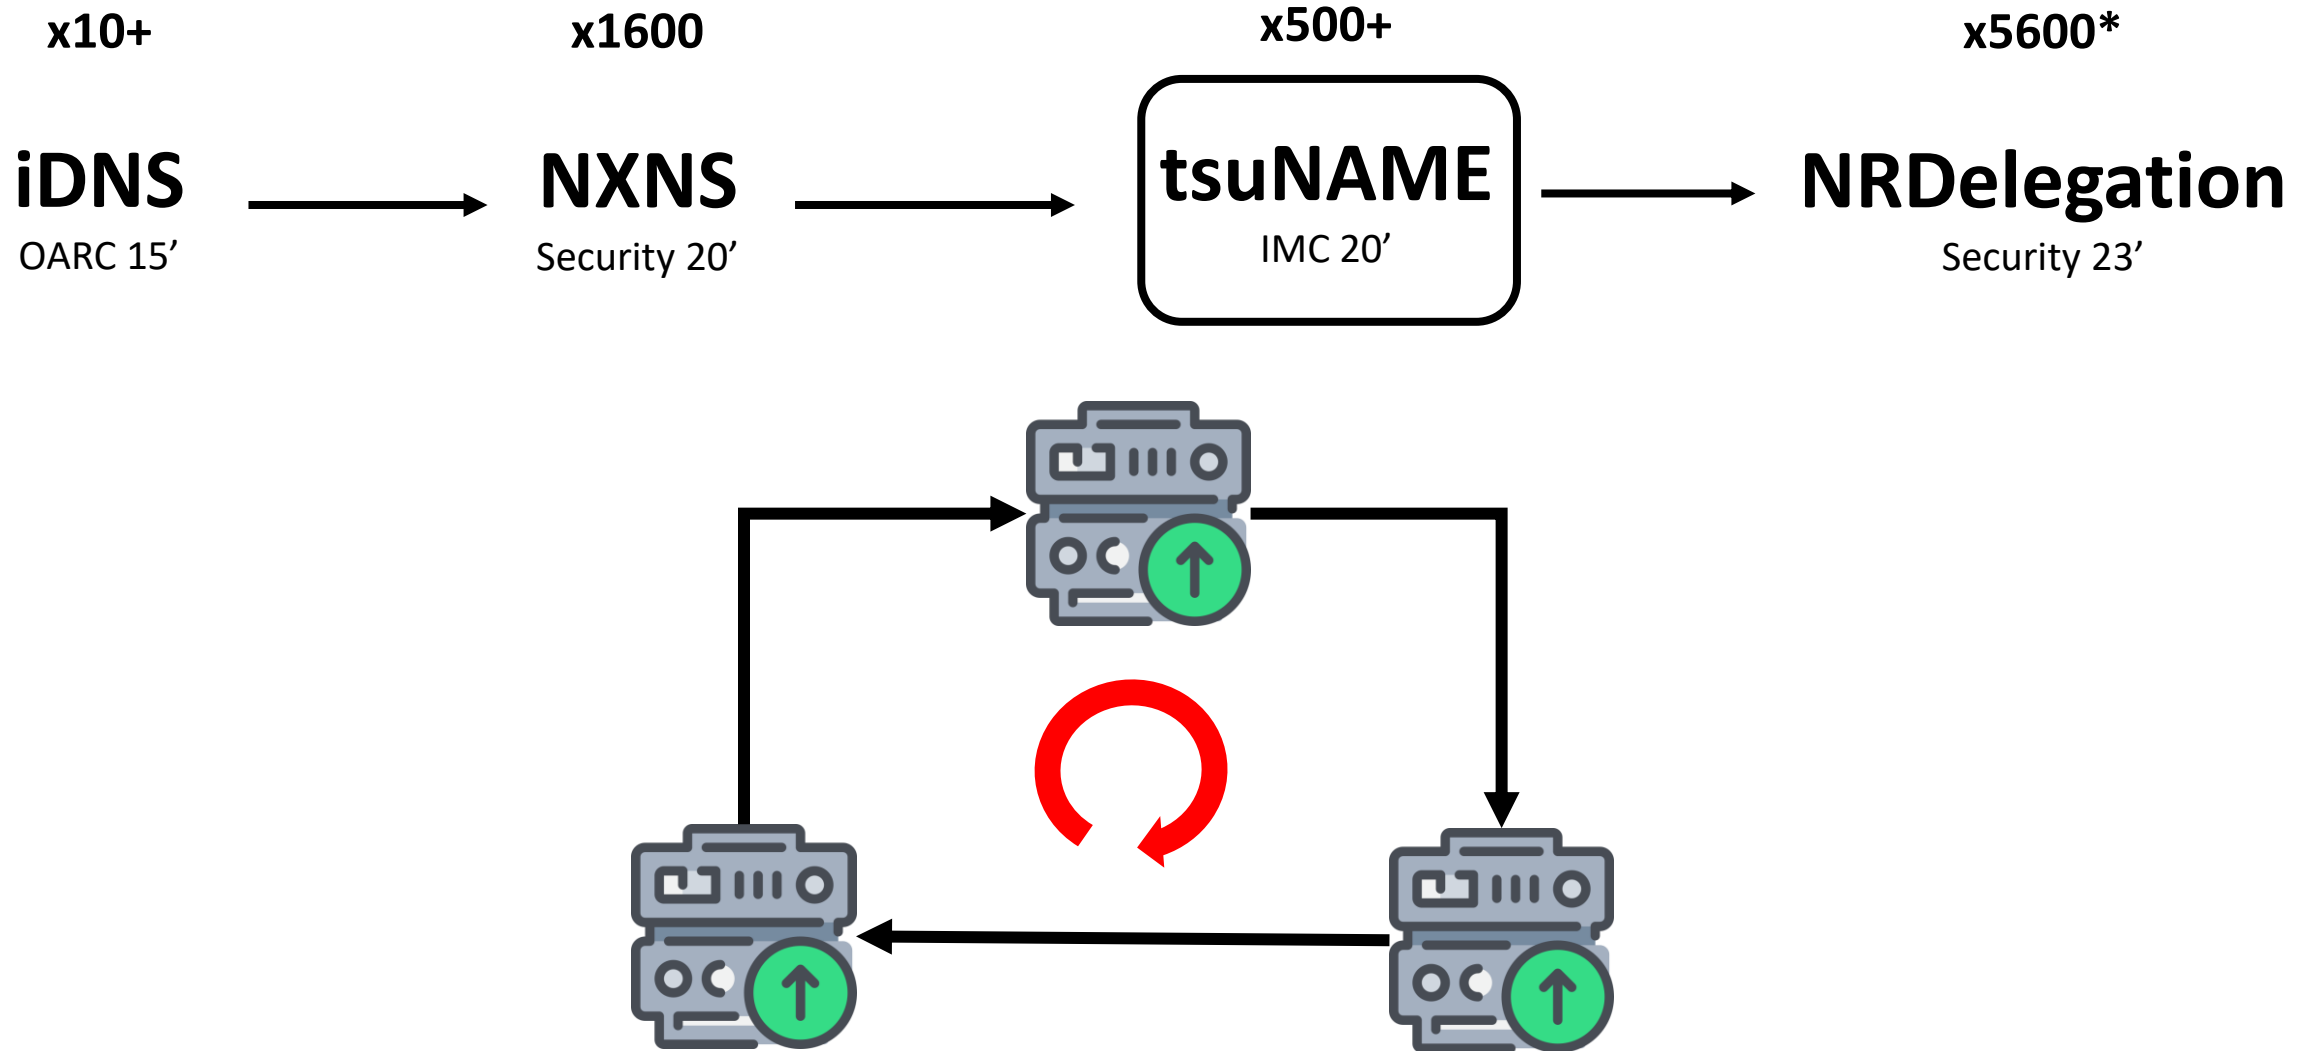 x10+
x1600
x500+
x5600*
iDNS
NXNS
tsuNAME
NRDelegation
OARC 15’
Security 20’
IMC 20’
Security 23’